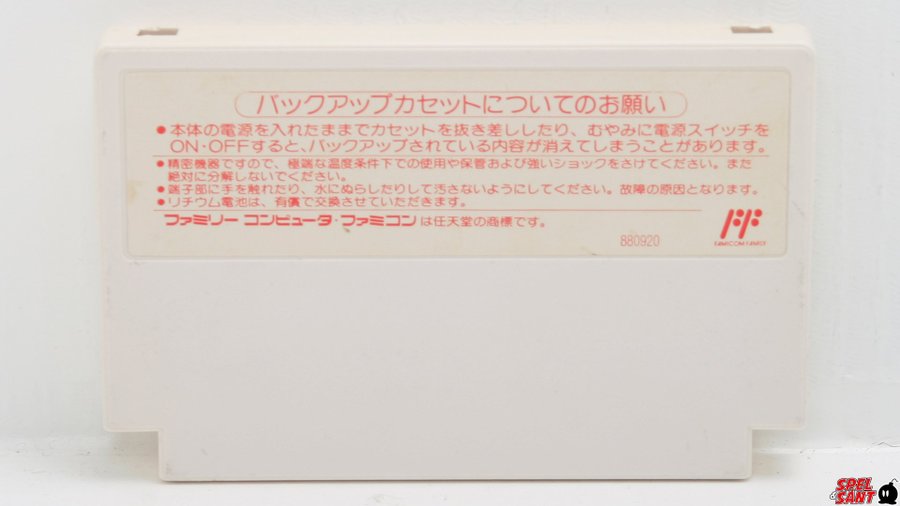 バックアップカセットについてのお願い
●本体の電源を入れたままでカセットを抜き差ししたり、むやみに電源スイッチを
ON・OFFすると、バックアップされている内容が消えてしまうことがあります。
●精密機器ですので、極端な温度条件下での使用や保管および強いショックをさけてください。また
絶対に分解しないでください。
●端子部に手を触れたり、水にぬらしたりして汚さないようにしてください。故障の原因となります。
●リチウム電池は、有償で交換させていただきます。
ファミリー コンピュータ・ファミコンは任天堂の商標です。
FAMICOM FAMILY
880920
SPEL
SANT